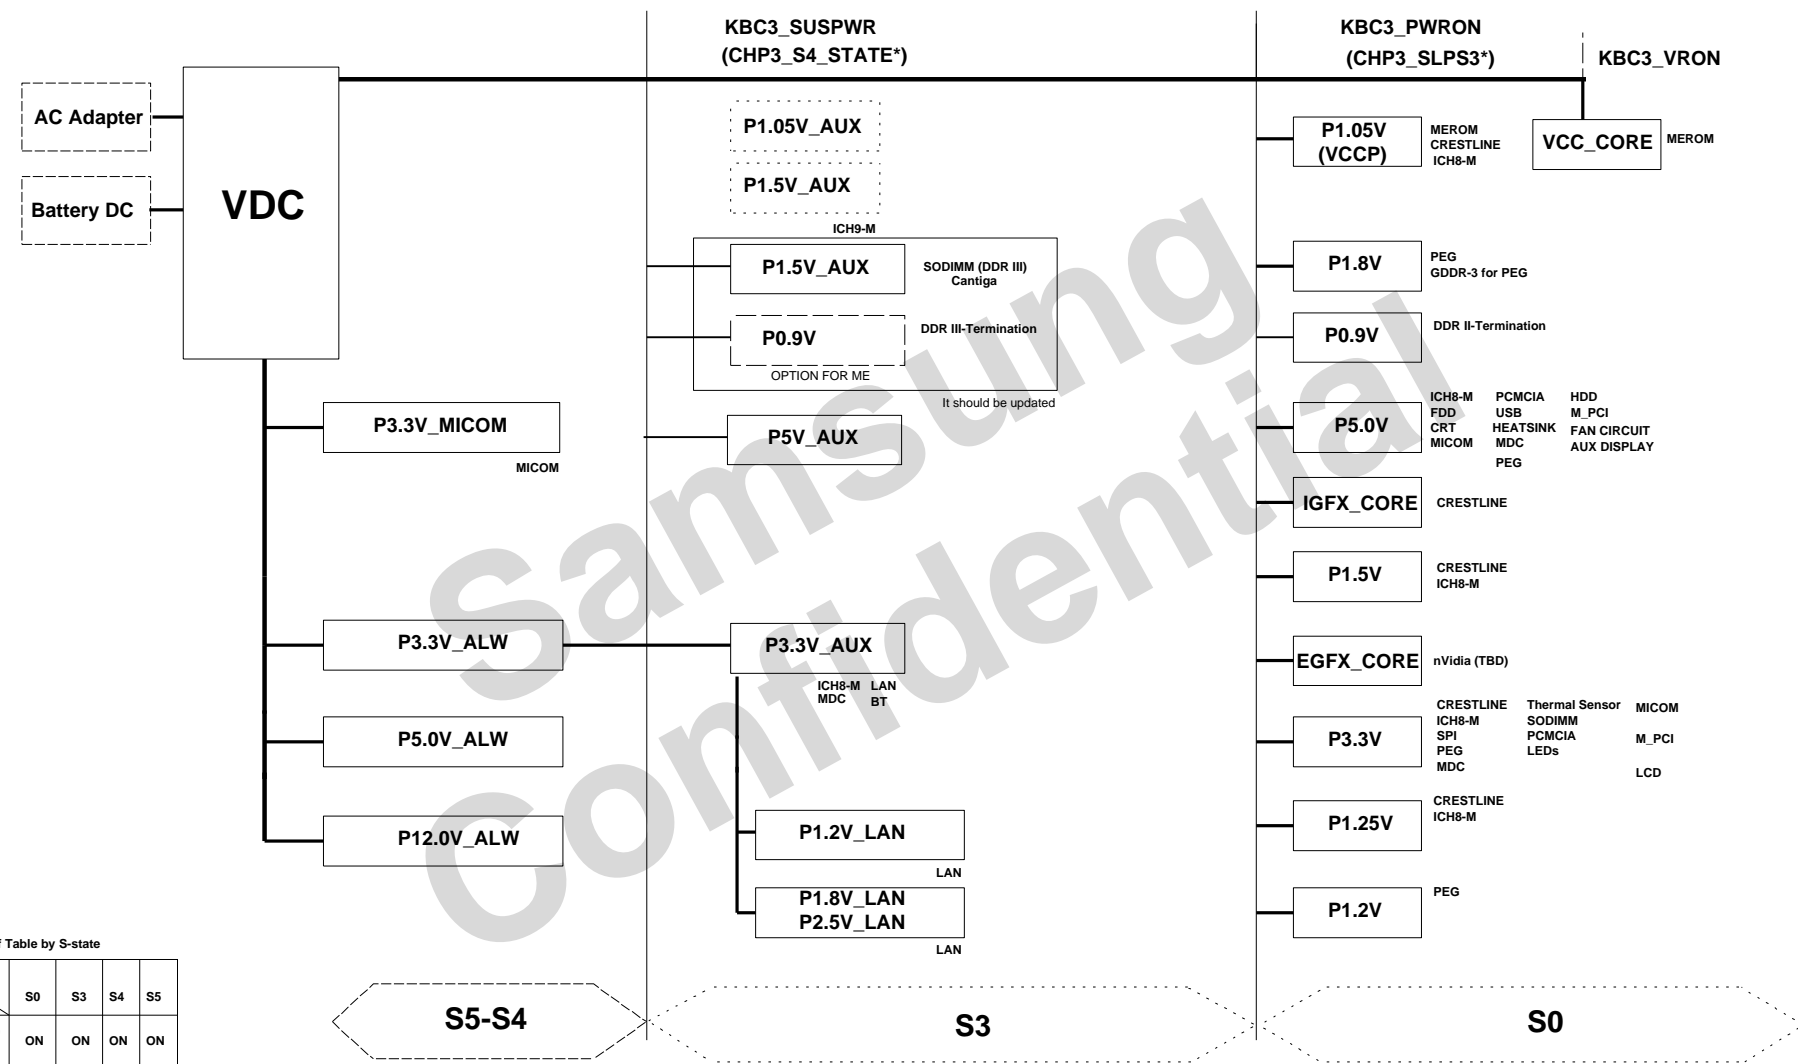 KBC3_SUSPWR
(CHP3_S4_STATE*)
KBC3_PWRON
(CHP3_SLPS3*)
KBC3_VRON
AC Adapter
Battery DC
VDC
P1.05V_AUX
P1.5V_AUX
ICH9-M
P1.5V_AUX
SODIMM (DDR III)
Cantiga
P0.9V
DDR III-Termination
OPTION FOR ME
It should be updated
P5V_AUX
P3.3V_MICOM
MICOM
P3.3V_ALW
P5.0V_ALW
P12.0V_ALW
P3.3V_AUX
ICH8-M LAN
MDC BT
P1.2V_LAN
LAN
P1.8V_LAN
P2.5V_LAN
LAN
P1.05V
(VCCP)
MEROM
CRESTLINE
ICH8-M
VCC_CORE
MEROM
P1.8V
PEG
GDDR-3 for PEG
P0.9V
DDR II-Termination
P5.0V
ICH8-M PCMCIA HDD
FDD USB M_PCI
CRT HEATSINK FAN CIRCUIT
MICOM MDC AUX DISPLAY
PEG
IGFX_CORE
CRESTLINE
P1.5V
CRESTLINE
ICH8-M
EGFX_CORE
nVidia (TBD)
P3.3V
CRESTLINE Thermal Sensor MICOM
ICH8-M SODIMM
SPI PCMCIA M_PCI
PEG LEDs
MDC LCD
P1.25V
CRESTLINE
ICH8-M
P1.2V
PEG
Samsung
Confidential
Table by S-state
S0 S3 S4 S5
ON ON ON ON
S5-S4
S3
S0